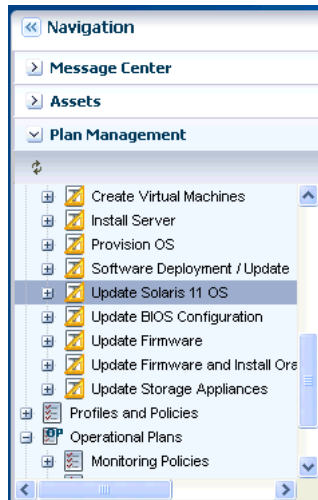 Navigation
Message Center
Assets
Plan Management
Create Virtual Machines
Install Server
Provision OS
Software Deployment / Update
Update Solaris 11 OS
Update BIOS Configuration
Update Firmware
Update Firmware and Install Ora
Update Storage Appliances
Profiles and Policies
Operational Plans
Monitoring Policies